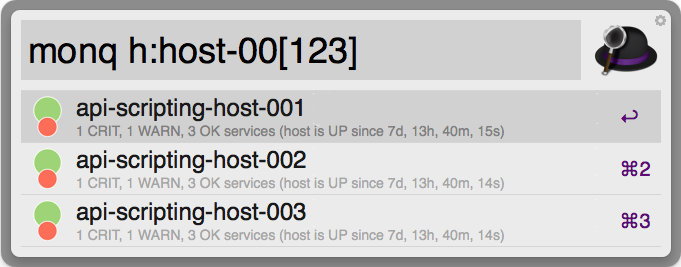 monq h:host-00[123]
api-scripting-host-001
1 CRIT, 1 WARN, 3 OK services (host is UP since 7d, 13h, 40m, 15s)
↩
api-scripting-host-002
1 CRIT, 1 WARN, 3 OK services (host is UP since 7d, 13h, 40m, 14s)
⌘2
api-scripting-host-003
1 CRIT, 1 WARN, 3 OK services (host is UP since 7d, 13h, 40m, 14s)
⌘3